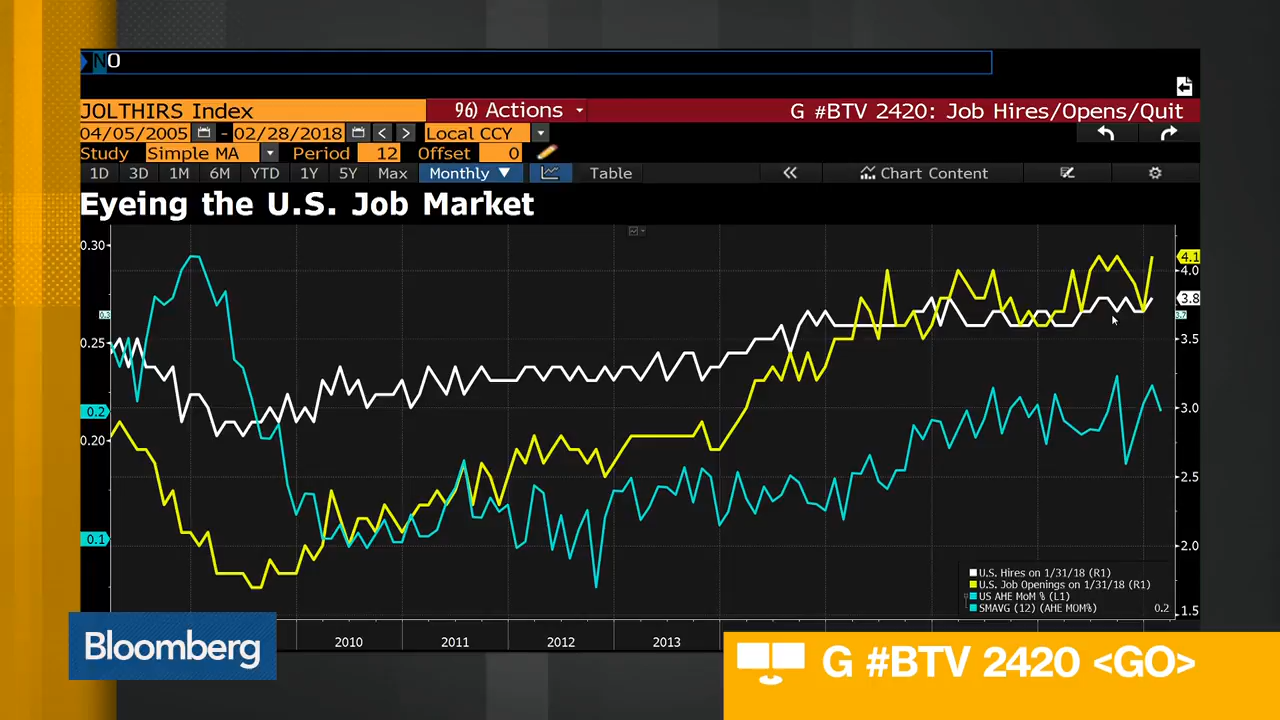 NO
JOLTHIRS Index 96) Actions G #BTV 2420: Job Hires/Opens/Quit
04/05/2005 - 02/28/2018 < > Local CCY
Study Simple MA Period 12 Offset 0
1D 3D 1M 6M YTD 1Y 5Y Max Monthly ▼ Table « Chart Content
Eyeing the U.S. Job Market
0.30
0.3
0.25
0.2
0.20
0.1
4.1
4.0
3.8
3.7
3.5
3.0
2.5
2.0
1.5
U.S. Hires on 1/31/18 (R1)
U.S. Job Openings on 1/31/18 (R1)
US AHE MoM % (L1)
SMAVG (12) (AHE MOM%) 0.2
2010 2011 2012 2013
Bloomberg
G #BTV 2420 <GO>